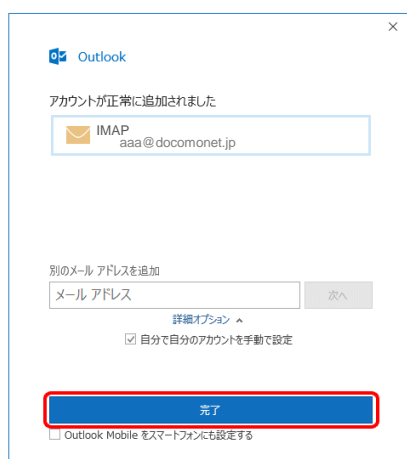 Outlook
アカウントが正常に追加されました
IMAP
aaa@docomonet.jp
別のメール アドレスを追加
メール アドレス
次へ
詳細オプション
自分で自分のアカウントを手動で設定
完了
Outlook Mobile をスマートフォンにも設定する